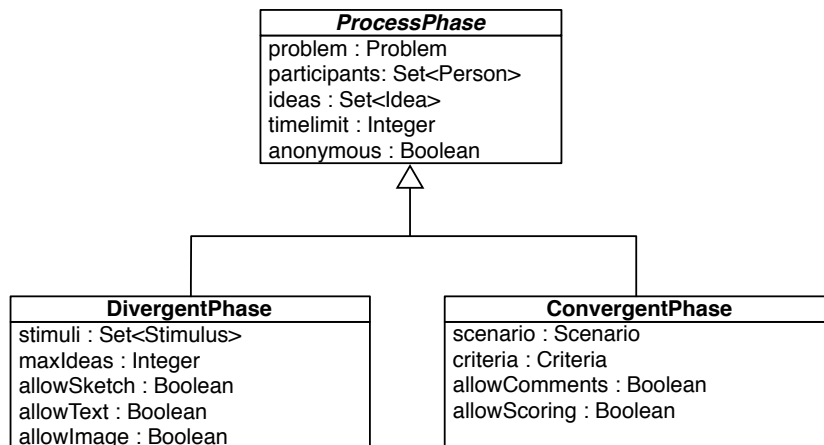 ProcessPhase
problem : Problem
participants: Set<Person>
ideas : Set<Idea>
timelimit : Integer
anonymous : Boolean
DivergentPhase
stimuli : Set<Stimulus>
maxIdeas : Integer
allowSketch : Boolean
allowText : Boolean
allowImage : Boolean
ConvergentPhase
scenario : Scenario
criteria : Criteria
allowComments : Boolean
allowScoring : Boolean